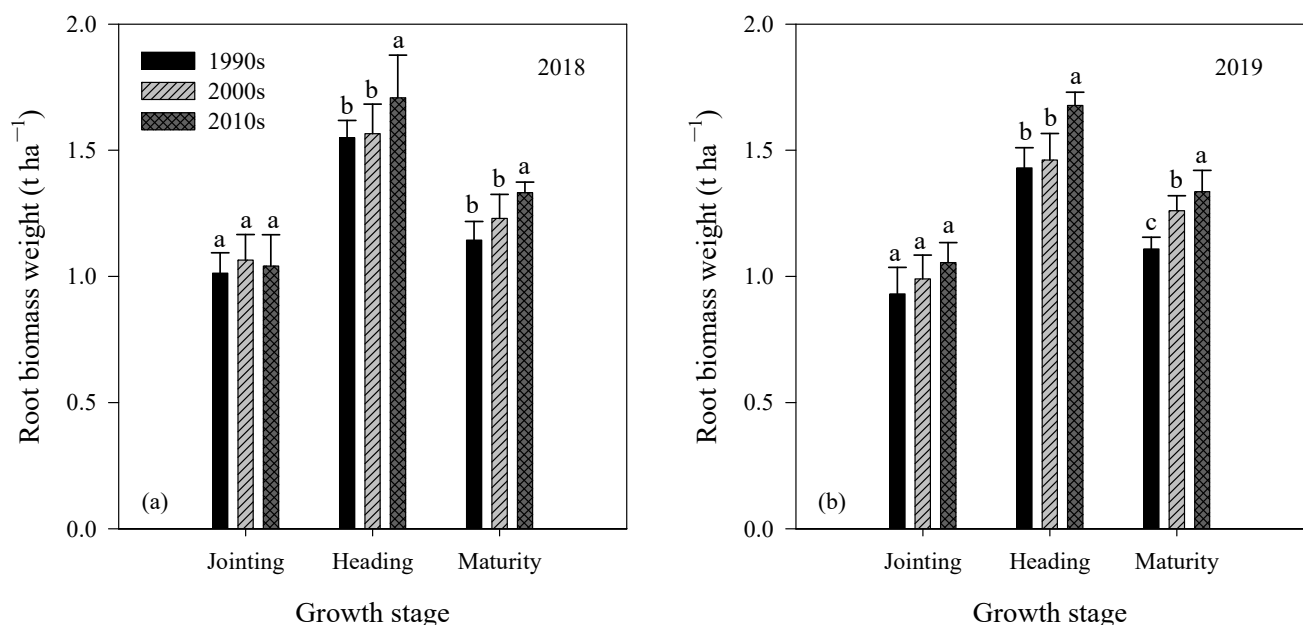 2.0
1.5
1.0
0.5
0.0
Root biomass weight (t ha⁻¹)
1990s
2000s
2010s
2018
a a a
b b a
b b a
(a)
Jointing Heading Maturity
Growth stage
2.0
1.5
1.0
0.5
0.0
Root biomass weight (t ha⁻¹)
2019
a a a
b b a
c b a
(b)
Jointing Heading Maturity
Growth stage